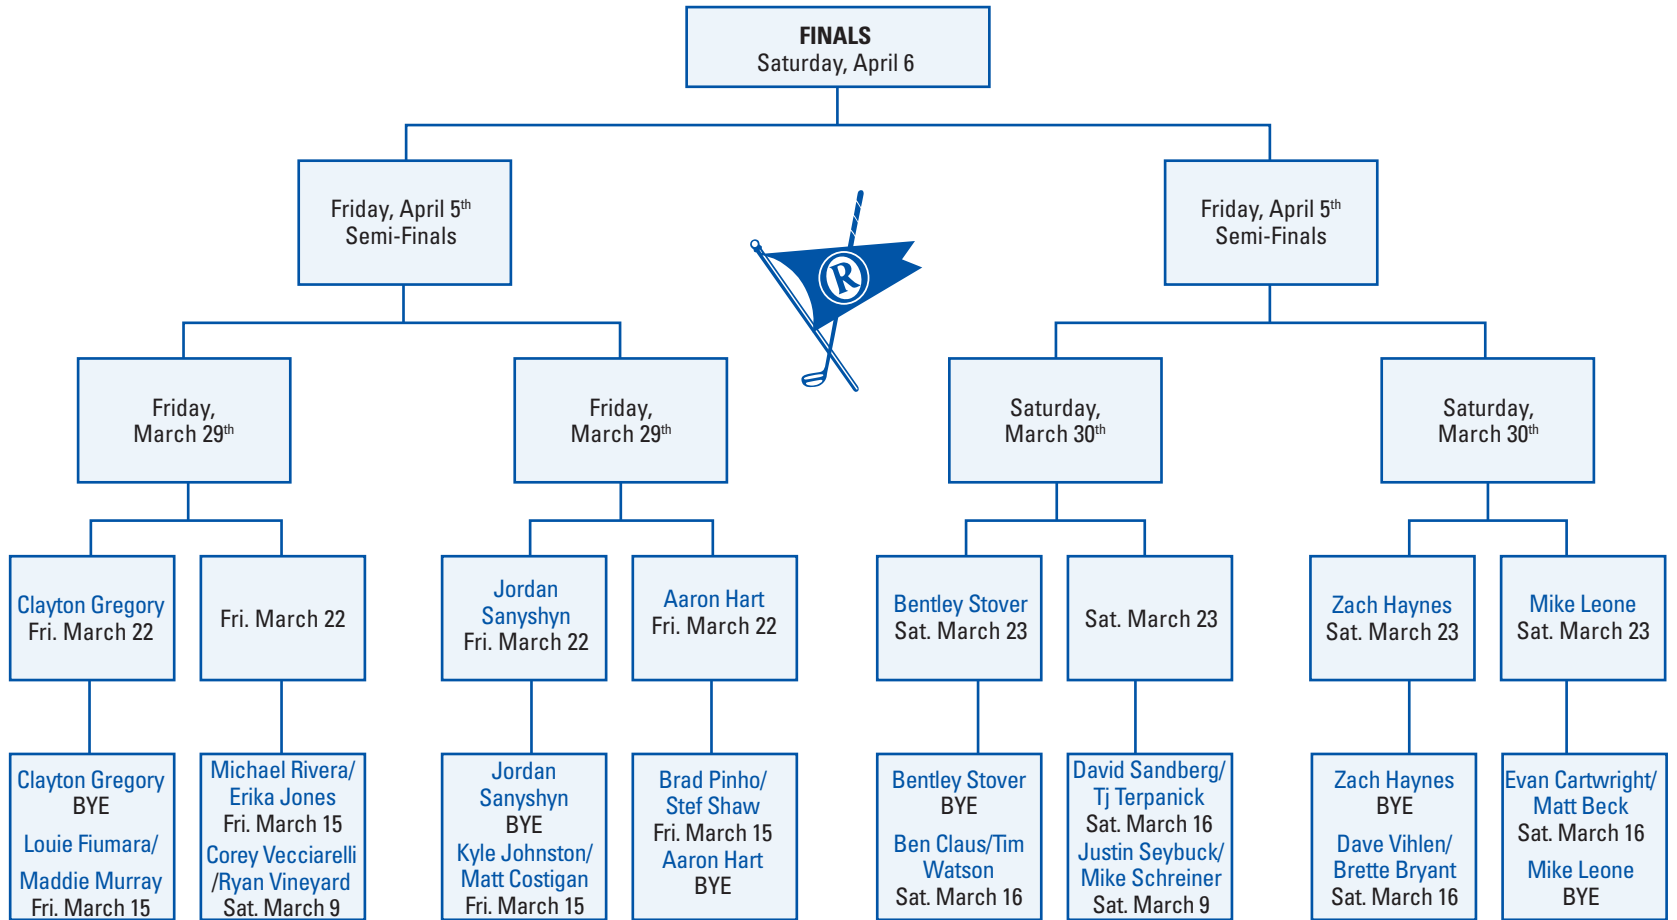 FINALS
Saturday, April 6
Friday, April 5th
Semi-Finals
Friday, April 5th
Semi-Finals
R
Friday,
March 29th
Friday,
March 29th
Saturday,
March 30th
Saturday,
March 30th
Clayton Gregory
Fri. March 22
Fri. March 22
Jordan
Sanyshyn
Fri. March 22
Aaron Hart
Fri. March 22
Bentley Stover
Sat. March 23
Sat. March 23
Zach Haynes
Sat. March 23
Mike Leone
Sat. March 23
Clayton Gregory
BYE
Louie Fiumara/
Maddie Murray
Fri. March 15
Michael Rivera/
Erika Jones
Fri. March 15
Corey Vecciarelli
/Ryan Vineyard
Sat. March 9
Jordan
Sanyshyn
BYE
Kyle Johnston/
Matt Costigan
Fri. March 15
Brad Pinho/
Stef Shaw
Fri. March 15
Aaron Hart
BYE
Bentley Stover
BYE
Ben Claus/Tim
Watson
Sat. March 16
David Sandberg/
Tj Terpanick
Sat. March 16
Justin Seybuck/
Mike Schreiner
Sat. March 9
Zach Haynes
BYE
Dave Vihlen/
Brette Bryant
Sat. March 16
Evan Cartwright/
Matt Beck
Sat. March 16
Mike Leone
BYE